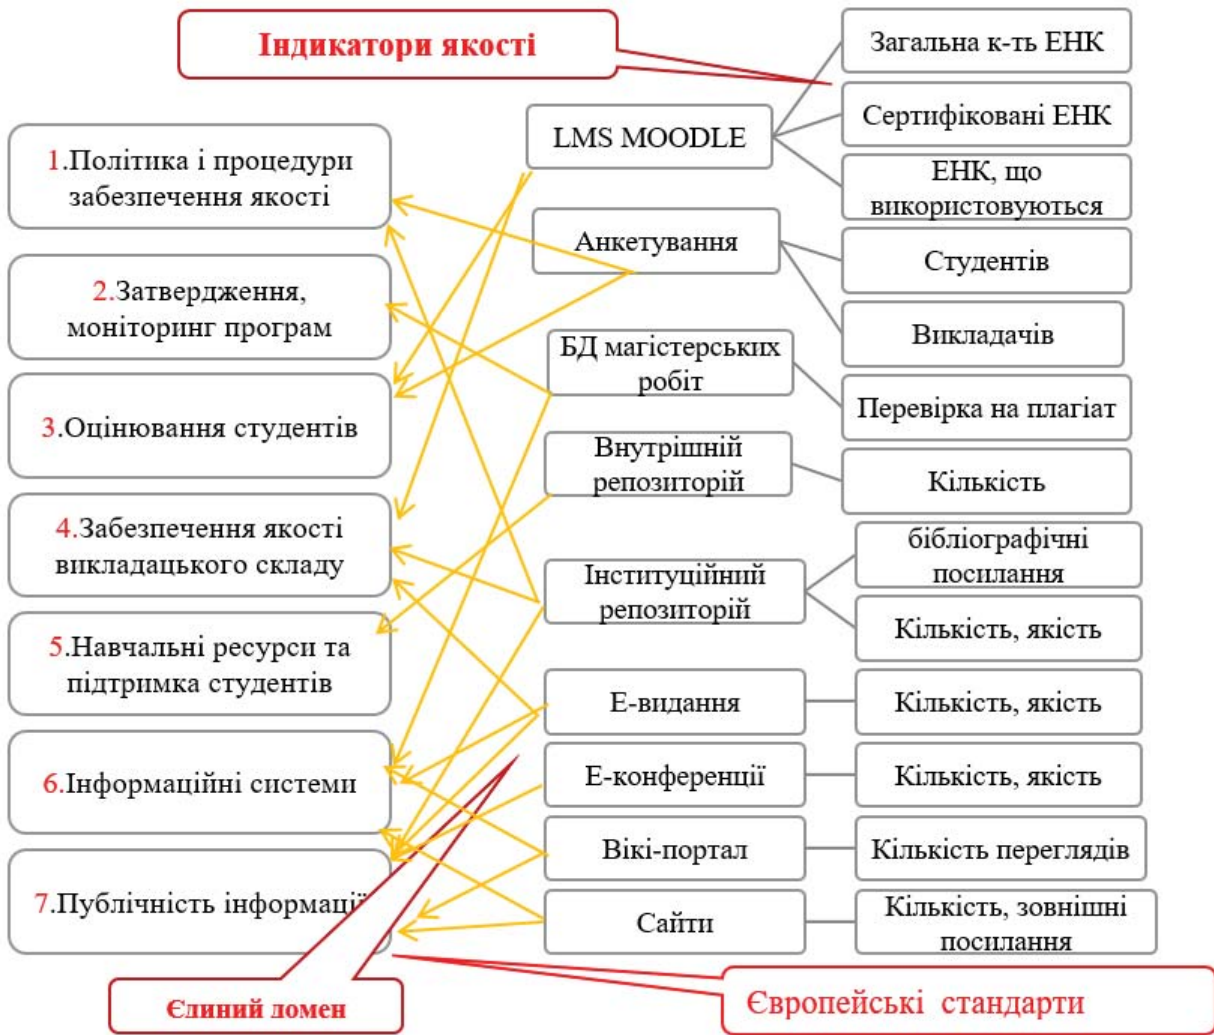 Індикатори якості
1.Політика і процедури
забезпечення якості
2.Затвердження,
моніторинг програм
3.Оцінювання студентів
4.Забезпечення якості
викладацького складу
5.Навчальні ресурси та
підтримка студентів
6.Інформаційні системи
7.Публічність інформації
LMS MOODLE
Анкетування
БД магістерських
робіт
Внутрішній
репозиторій
Інституційний
репозиторій
Е-видання
Е-конференції
Вікі-портал
Сайти
Загальна к-ть ЕНК
Сертифіковані ЕНК
ЕНК, що
використовуються
Студентів
Викладачів
Перевірка на плагіат
Кількість
бібліографічні
посилання
Кількість, якість
Кількість, якість
Кількість, якість
Кількість переглядів
Кількість, зовнішні
посилання
Єдиний домен
Європейські стандарти